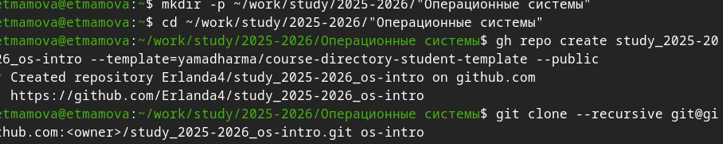 etmamova@etmamova:~$ mkdir -p ~/work/study/2025-2026/"Операционные системы"
etmamova@etmamova:~$ cd ~/work/study/2025-2026/"Операционные системы"
etmamova@etmamova:~/work/study/2025-2026/Операционные системы$ gh repo create study_2025-20
26_os-intro --template=yamadharma/course-directory-student-template --public
Created repository Erlanda4/study_2025-2026_os-intro on github.com
https://github.com/Erlanda4/study_2025-2026_os-intro
etmamova@etmamova:~/work/study/2025-2026/Операционные системы$ git clone --recursive git@gi
thub.com:<owner>/study_2025-2026_os-intro.git os-intro